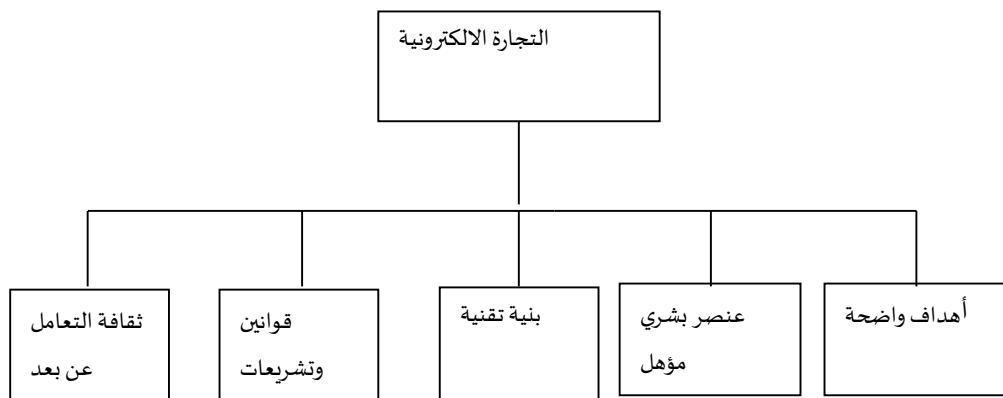 التجارة الالكترونية
أهداف واضحة
عنصر بشري
مؤهل
بنية تقنية
قوانين
وتشريعات
ثقافة التعامل
عن بعد